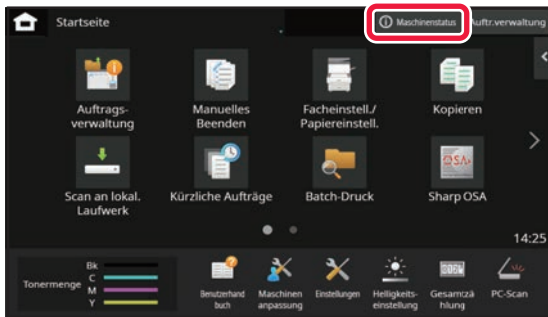 Startseite
Maschinenstatus
Auftr.verwaltung
Auftrags-
verwaltung
Manuelles
Beenden
Facheinstell./
Papiereinstell.
Kopieren
Scan an lokal.
Laufwerk
Kürzliche Aufträge
Batch-Druck
Sharp OSA
14:25
Tonermenge
Bk
C
M
Y
Benutzerhand
buch
Maschinen
anpassung
Einstellungen
Helligkeits-
einstellung
Gesamtzä
hlung
PC-Scan